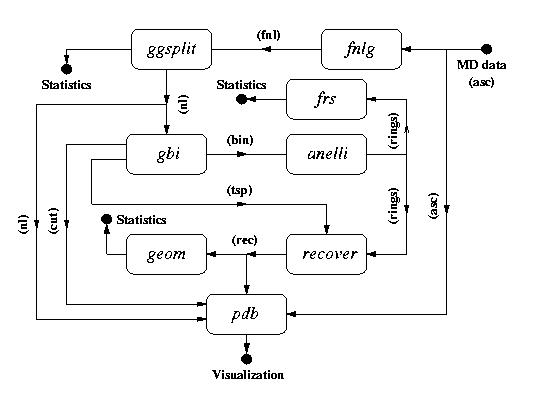 (fnl)
ggsplit
fnlg
MD data
(asc)
Statistics
Statistics
(nl)
frs
(rings)
gbi
(bin)
anelli
(tsp)
(rings)
(asc)
(nl)
(cut)
Statistics
(rec)
geom
recover
pdb
Visualization